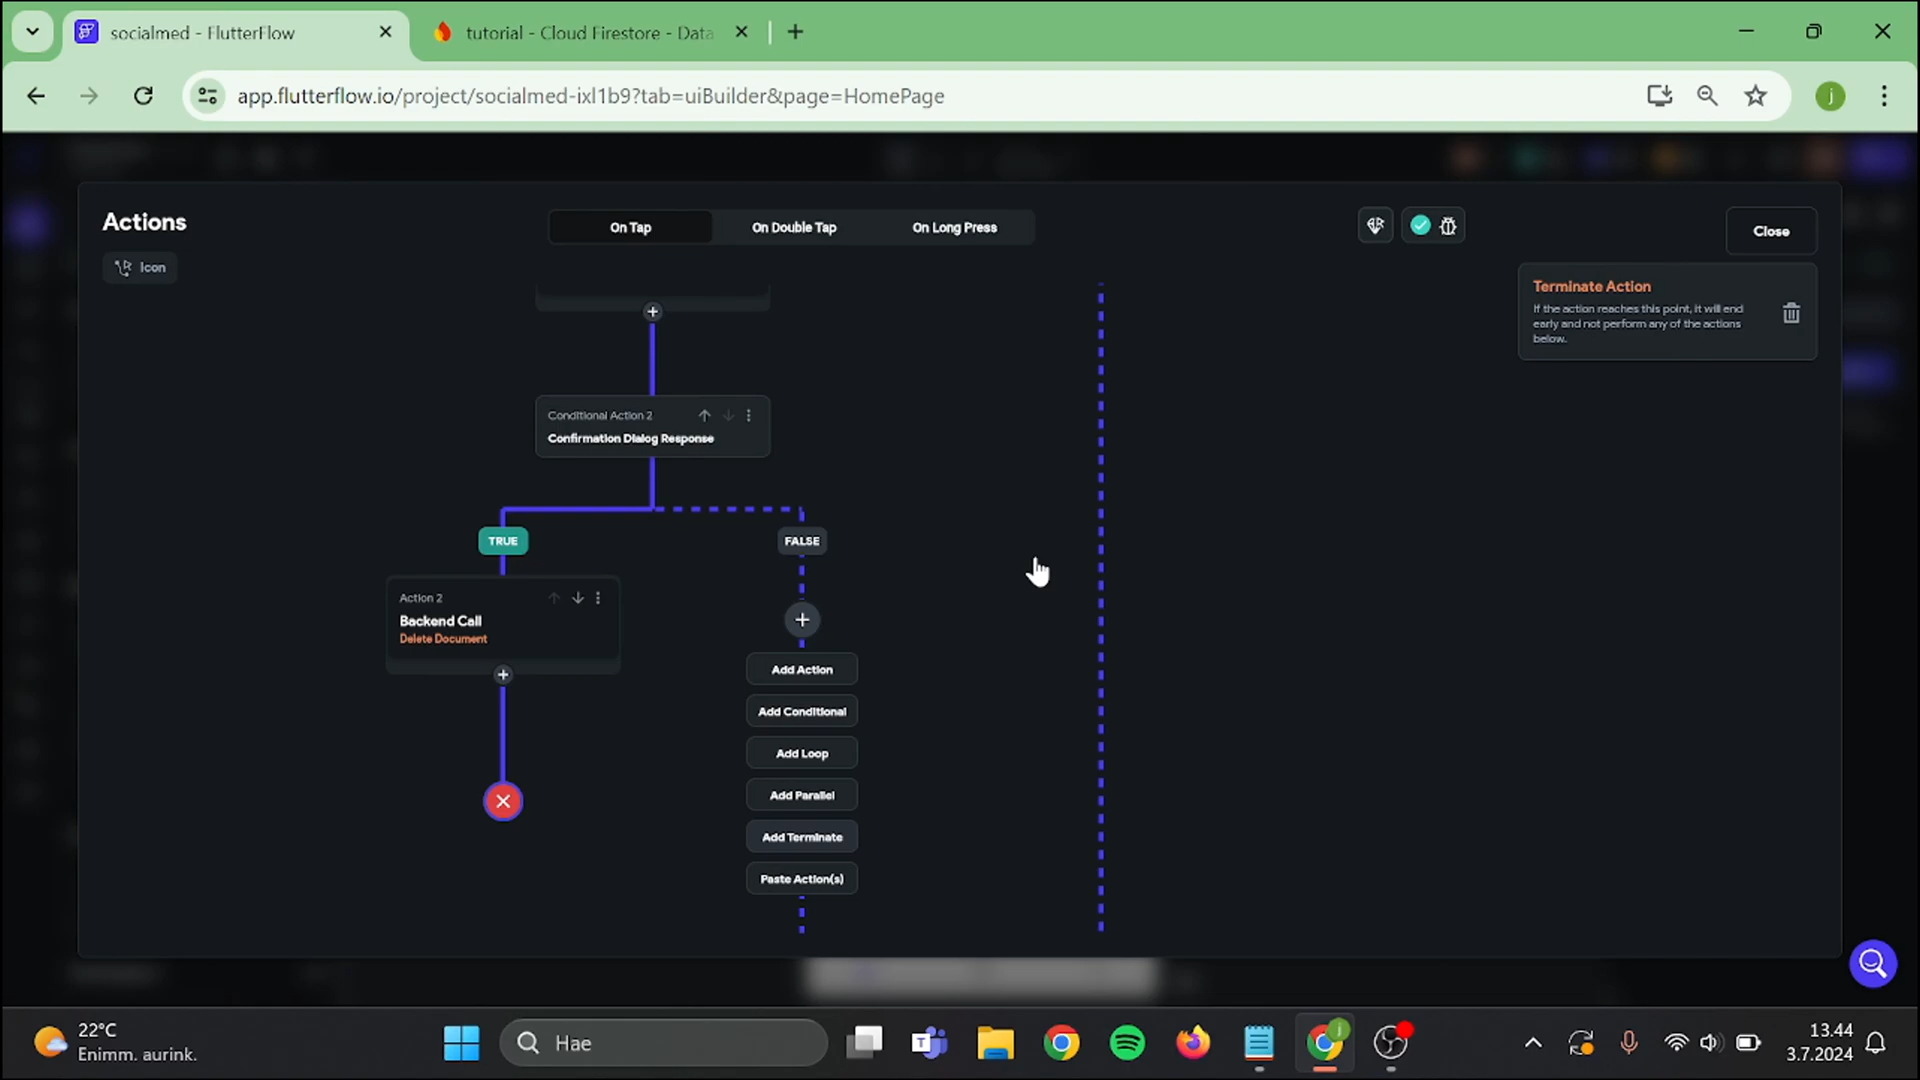 socialmed - FlutterFlow
tutorial - Cloud Firestore - Data
app.flutterflow.io/project/socialmed-ixl1b9?tab=uiBuilder&page=HomePage
j
Actions
On Tap
On Double Tap
On Long Press
Close
Icon
Terminate Action
If the action reaches this point, it will end
early and not perform any of the actions
below.
Conditional Action 2
Confirmation Dialog Response
TRUE
FALSE
Action 2
Backend Call
Delete Document
Add Action
Add Conditional
Add Loop
Add Parallel
Add Terminate
Paste Action(s)
22°C
Enimm. aurink.
Hae
13.44
3.7.2024